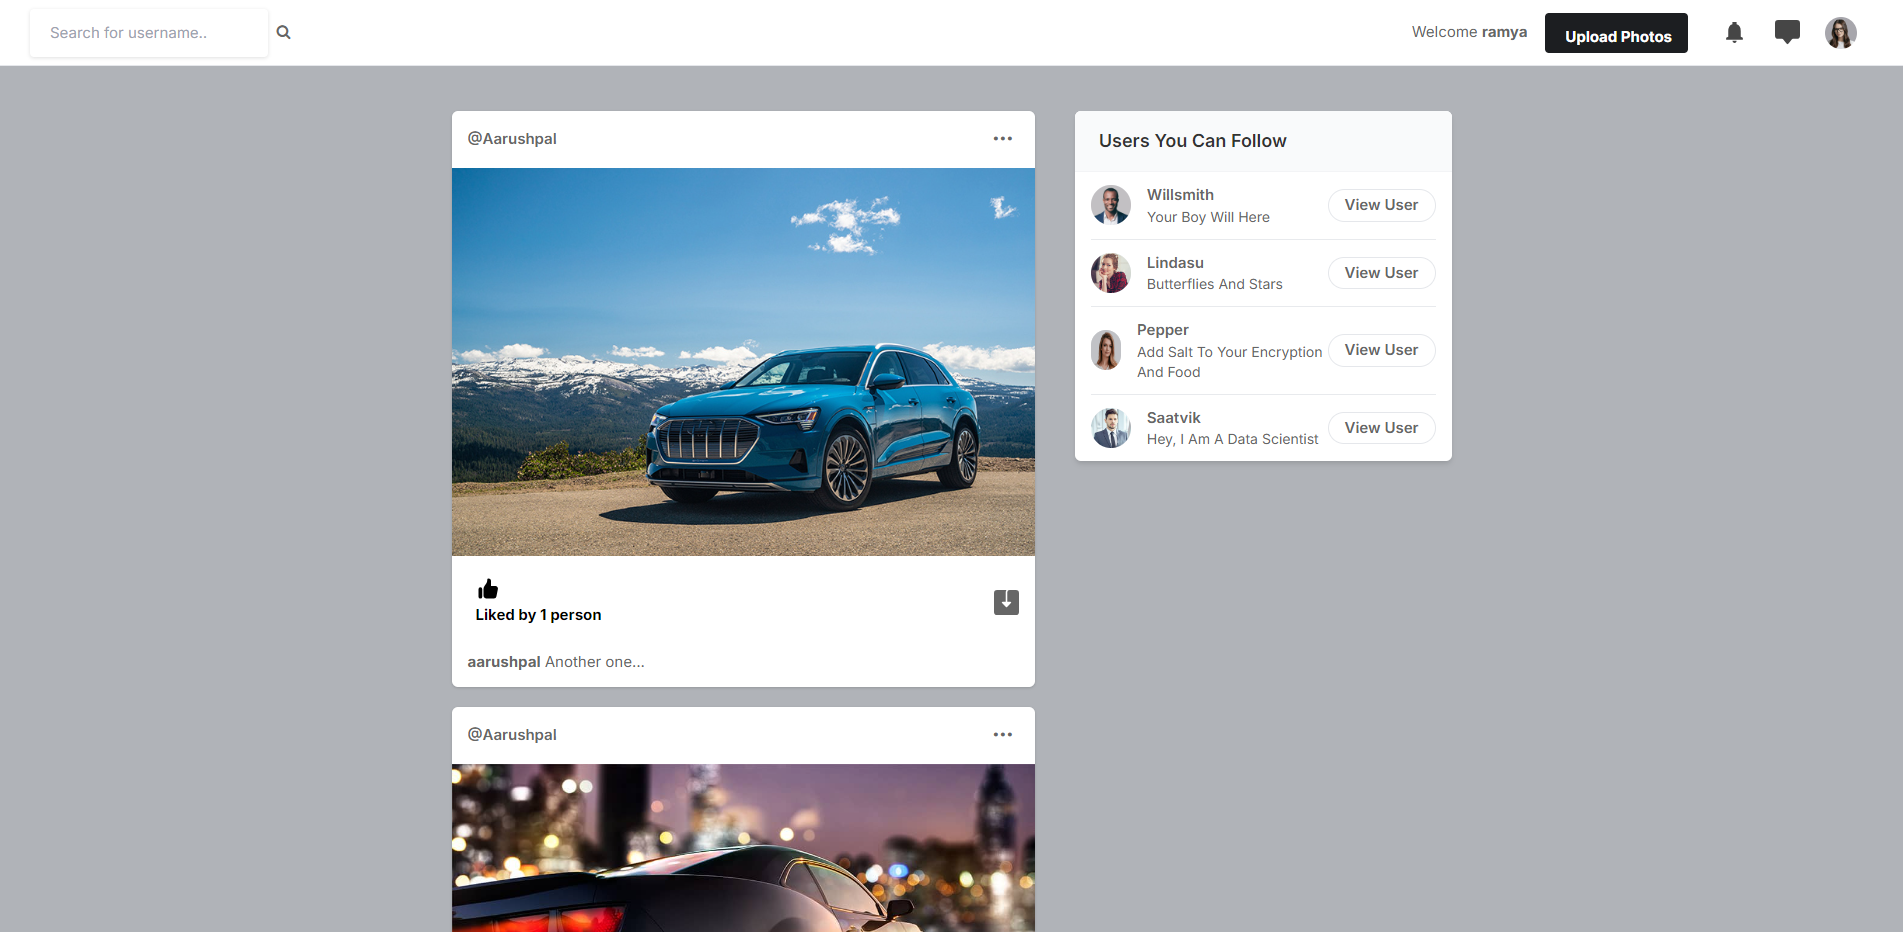 Search for username..
Welcome ramya
Upload Photos
@Aarushpal
Liked by 1 person
aarushpal Another one...
@Aarushpal
Users You Can Follow
Willsmith
Your Boy Will Here
View User
Lindasu
Butterflies And Stars
View User
Pepper
Add Salt To Your Encryption
And Food
View User
Saatvik
Hey, I Am A Data Scientist
View User